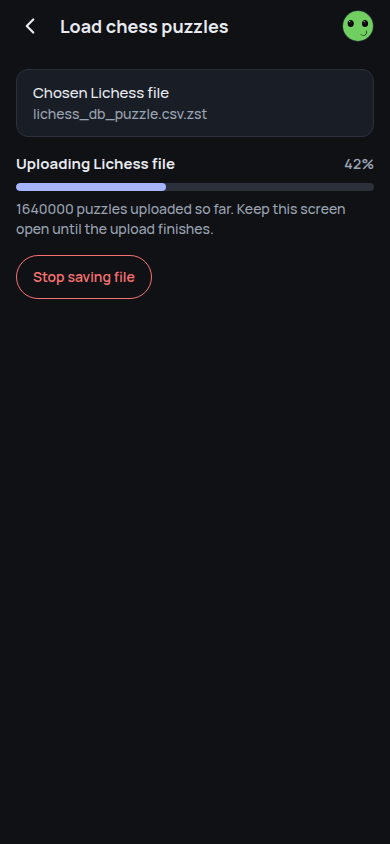 Load chess puzzles
Chosen Lichess file
lichess_db_puzzle.csv.zst
Uploading Lichess file 42%
1640000 puzzles uploaded so far. Keep this screen
open until the upload finishes.
Stop saving file